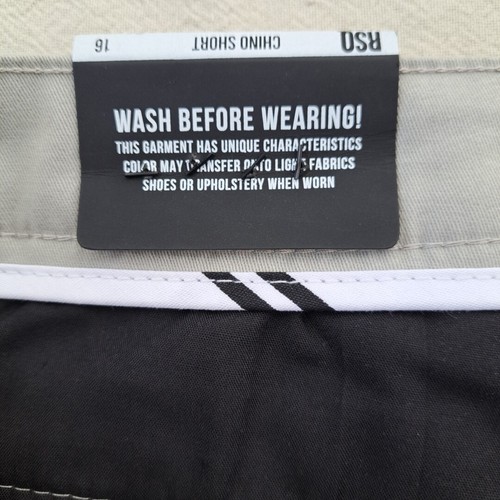 RSQ CHINO SHORT 16
WASH BEFORE WEARING!
THIS GARMENT HAS UNIQUE CHARACTERISTICS
COLOR MAY TRANSFER ONTO LIGHT FABRICS
SHOES OR UPHOLSTERY WHEN WORN